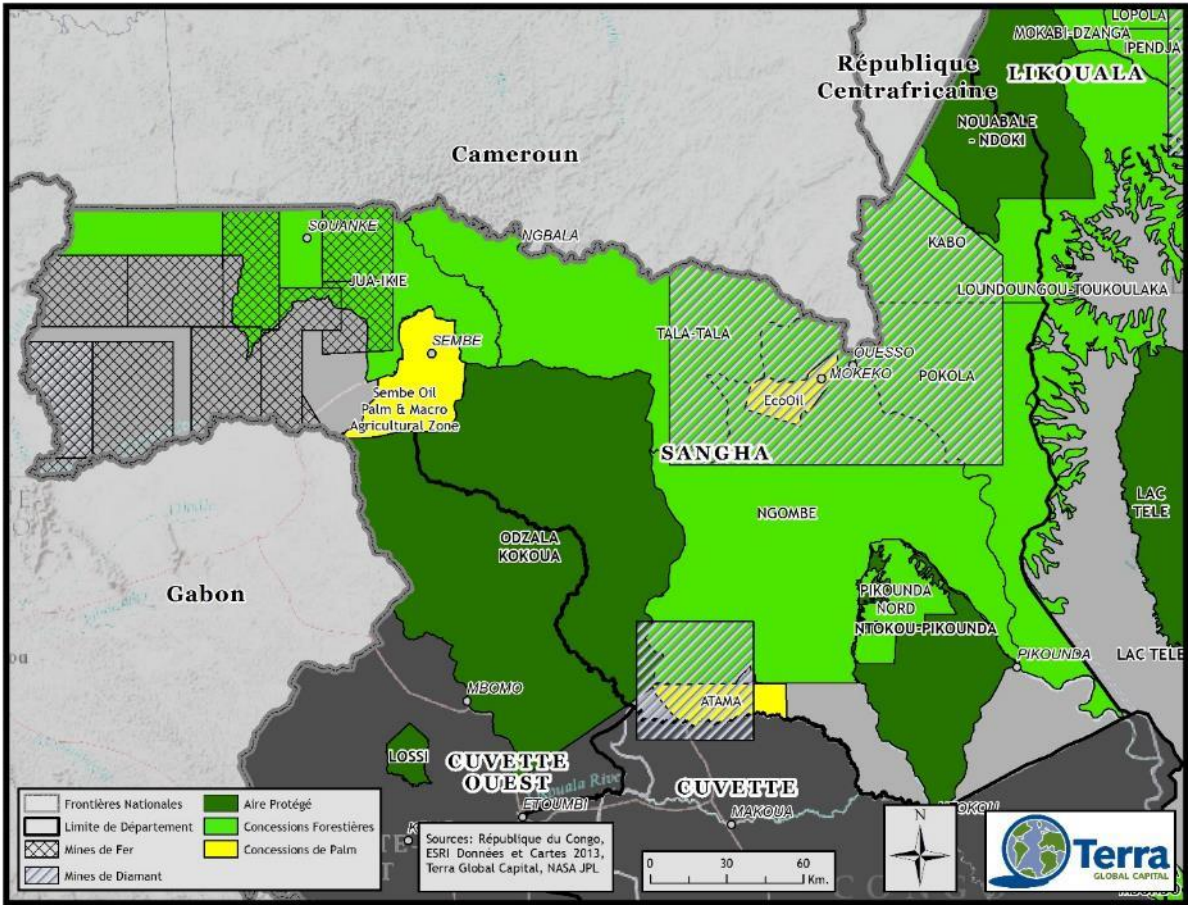 LOPOLA
MOKABI-DZANGA
IPENDJA
République
Centrafricaine
LIKOUALA
NOUABALE
- NDOKI
Cameroun
SOUANKE
NGBALA
KABO
JUA-IKIE
LOUNDOUNGOU-TOUKOULAKA
TALA-TALA
SEMBE
OUESSO
MOKEKO
POKOLA
Sembe Oil
Palm & Macro
Agricultural Zone
EcoOil
SANGHA
LAC
TELE
NGOMBE
ODZALA
KOKOUA
Gabon
PIKOUNDA
NORD
NTOKOU-PIKOUNDA
PIKOUNDA
LAC TELE
MBOMO
ATAMA
LOSSI
CUVETTE
OUEST
CUVETTE
ETOUMBI
MAKOUA
Frontières Nationales
Limite de Département
Mines de Fer
Mines de Diamant
Aire Protégé
Concessions Forestières
Concessions de Palm
Sources: République du Congo,
ESRI Données et Cartes 2013,
Terra Global Capital, NASA JPL
0 30 60
Km.
N
Terra
GLOBAL CAPITAL